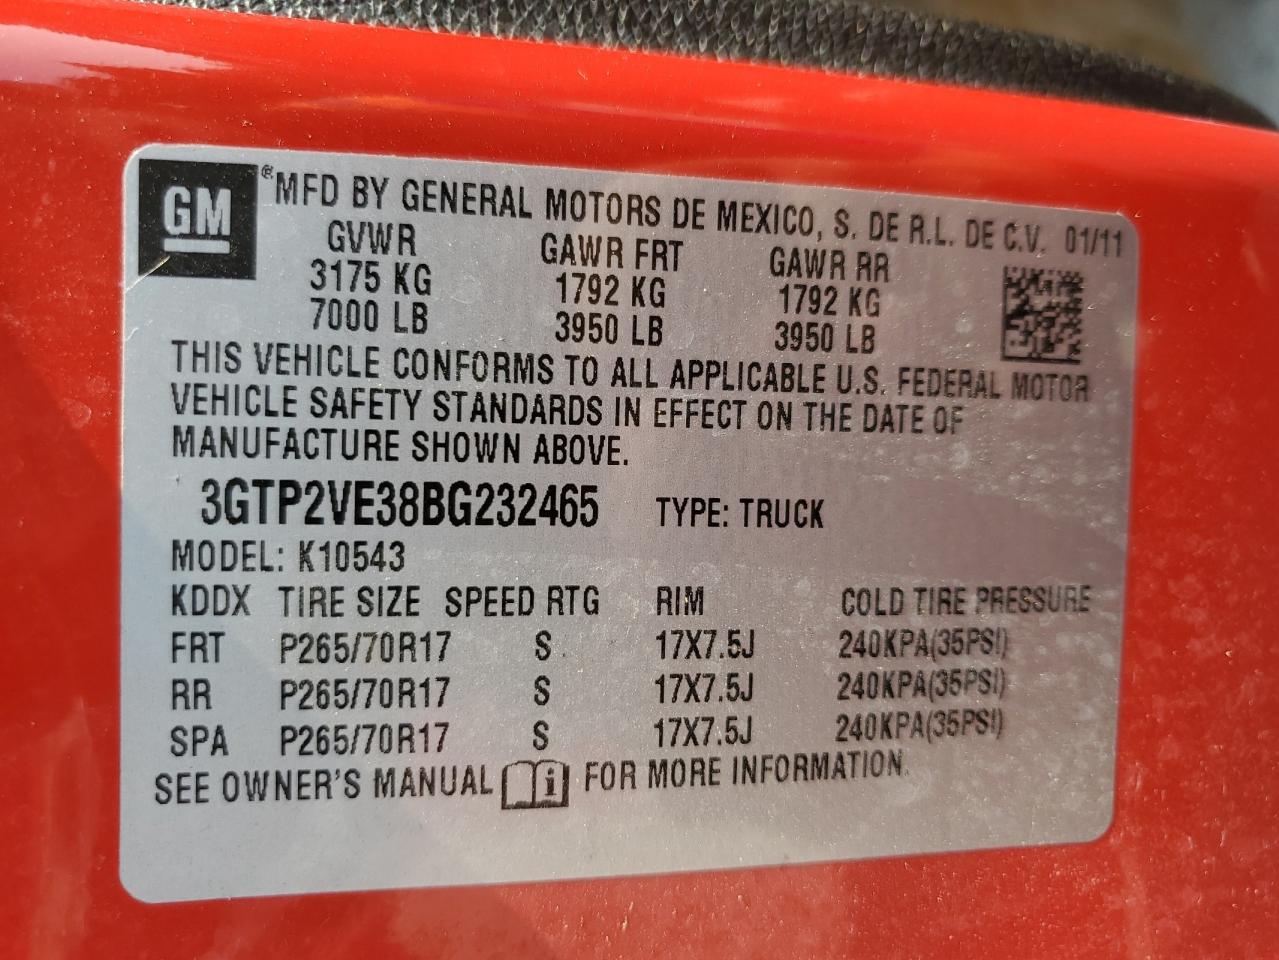 GM
®MFD BY GENERAL MOTORS DE MEXICO, S. DE R.L. DE C.V. 01/11
GVWR GAWR FRT GAWR RR
3175 KG 1792 KG 1792 KG
7000 LB 3950 LB 3950 LB
THIS VEHICLE CONFORMS TO ALL APPLICABLE U.S. FEDERAL MOTOR
VEHICLE SAFETY STANDARDS IN EFFECT ON THE DATE OF
MANUFACTURE SHOWN ABOVE.
3GTP2VE38BG232465 TYPE: TRUCK
MODEL: K10543
KDDX TIRE SIZE SPEED RTG RIM COLD TIRE PRESSURE
FRT P265/70R17 S 17X7.5J 240KPA(35PSI)
RR P265/70R17 S 17X7.5J 240KPA(35PSI)
SPA P265/70R17 S 17X7.5J 240KPA(35PSI)
SEE OWNER'S MANUAL i FOR MORE INFORMATION.